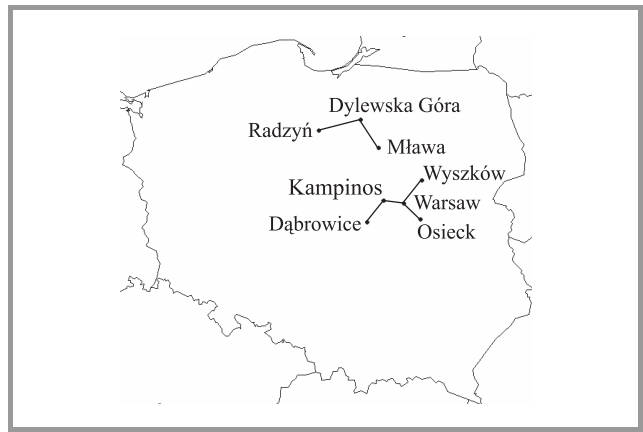 Dylewska Góra
Radzyń
Mława
Wyszków
Kampinos
Warsaw
Dąbrowice
Osieck